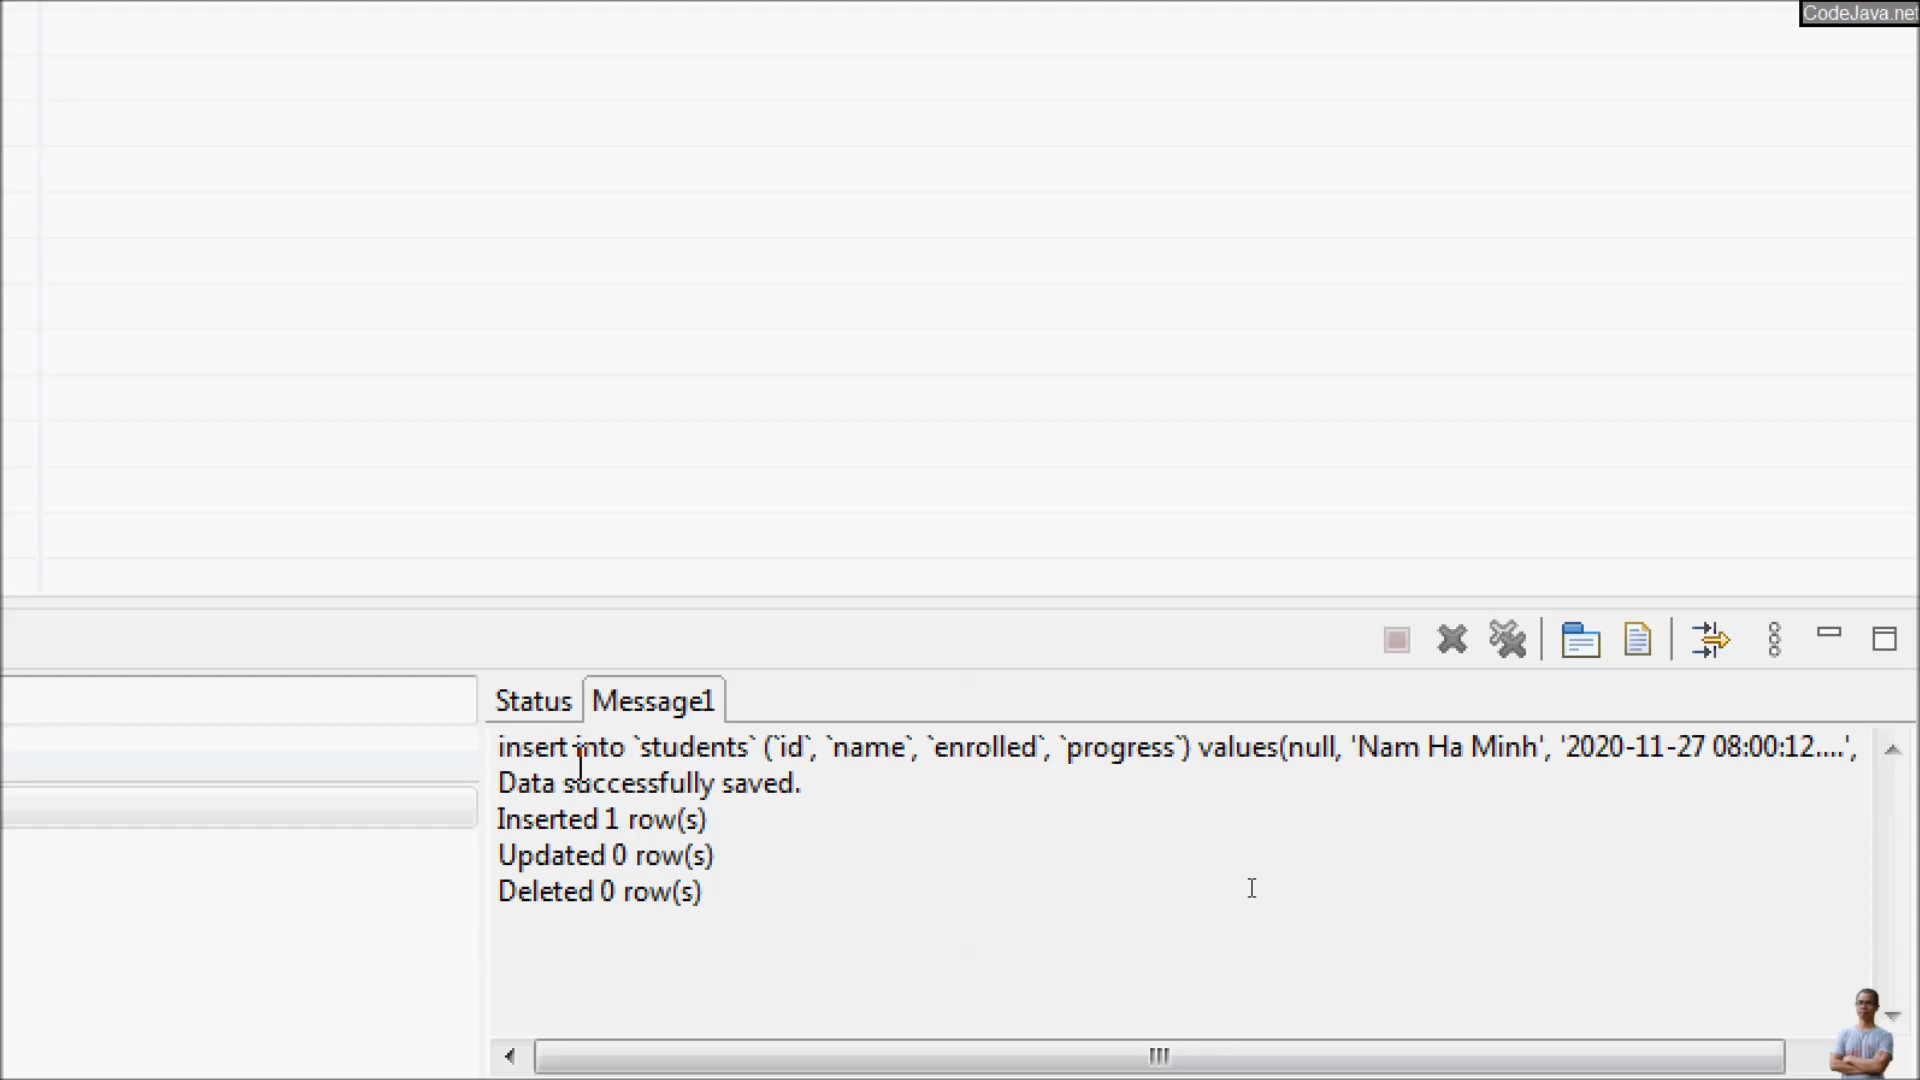 CodeJava.net
Status Message1
insert into `students` (`id`, `name`, `enrolled`, `progress`) values(null, 'Nam Ha Minh', '2020-11-27 08:00:12....',
Data successfully saved.
Inserted 1 row(s)
Updated 0 row(s)
Deleted 0 row(s)